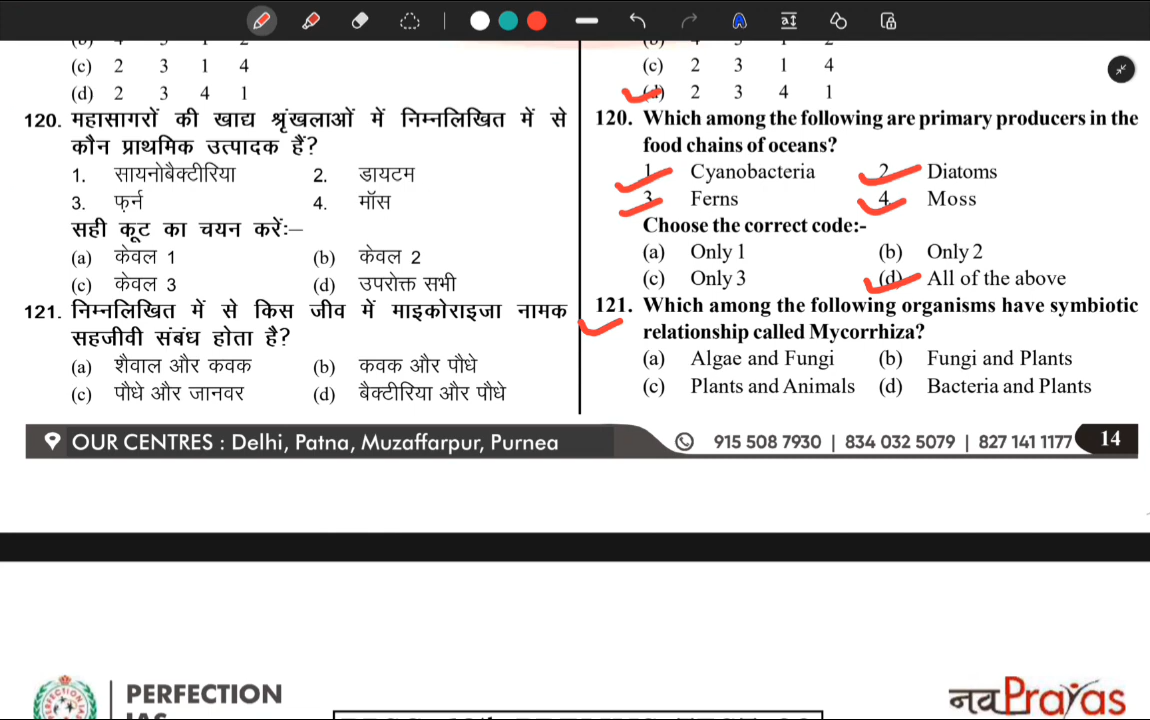 (c) 2 3 1 4
(d) 2 3 4 1
120. महासागरों की खाद्य श्रृंखलाओं में निम्नलिखित में से
कौन प्राथमिक उत्पादक हैं?
1. सायनोबैक्टीरिया 2. डायटम
3. फ़र्न 4. मॉस
सही कूट का चयन करें:–
(a) केवल 1 (b) केवल 2
(c) केवल 3 (d) उपरोक्त सभी
121. निम्नलिखित में से किस जीव में माइकोराइजा नामक
सहजीवी संबंध होता है?
(a) शैवाल और कवक (b) कवक और पौधे
(c) पौधे और जानवर (d) बैक्टीरिया और पौधे
(c) 2 3 1 4
(d) 2 3 4 1
120. Which among the following are primary producers in the
food chains of oceans?
1. Cyanobacteria 2. Diatoms
3. Ferns 4. Moss
Choose the correct code:-
(a) Only 1 (b) Only 2
(c) Only 3 (d) All of the above
121. Which among the following organisms have symbiotic
relationship called Mycorrhiza?
(a) Algae and Fungi (b) Fungi and Plants
(c) Plants and Animals (d) Bacteria and Plants
OUR CENTRES : Delhi, Patna, Muzaffarpur, Purnea 915 508 7930 | 834 032 5079 | 827 141 1177 14
PERFECTION
IAS
नवPrayas